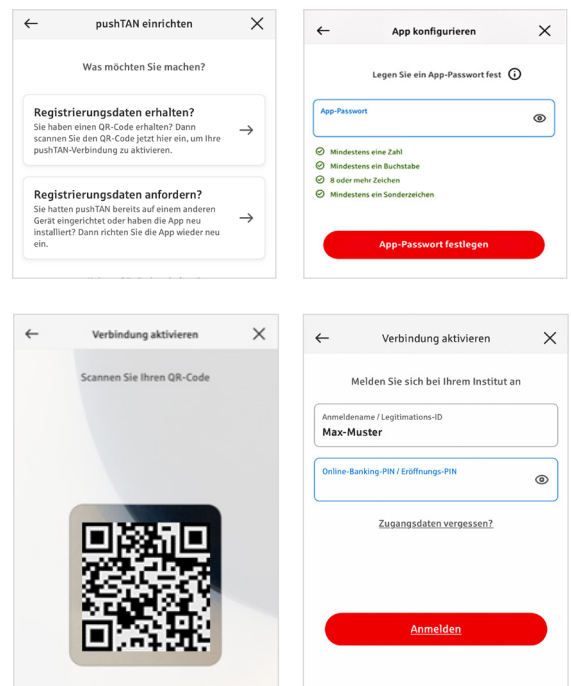 pushTAN einrichten
Was möchten Sie machen?
Registrierungsdaten erhalten?
Sie haben einen QR-Code erhalten? Dann
scannen Sie den QR-Code jetzt hier ein, um Ihre
pushTAN-Verbindung zu aktivieren.
Registrierungsdaten anfordern?
Sie hatten pushTAN bereits auf einem anderen
Gerät eingerichtet oder haben die App neu
installiert? Dann richten Sie die App wieder neu
ein.
App konfigurieren
Legen Sie ein App-Passwort fest
App-Passwort
Mindestens eine Zahl
Mindestens ein Buchstabe
8 oder mehr Zeichen
Mindestens ein Sonderzeichen
App-Passwort festlegen
Verbindung aktivieren
Scannen Sie Ihren QR-Code
Verbindung aktivieren
Melden Sie sich bei Ihrem Institut an
Anmeldename / Legitimations-ID
Max-Muster
Online-Banking-PIN / Eröffnungs-PIN
Zugangsdaten vergessen?
Anmelden